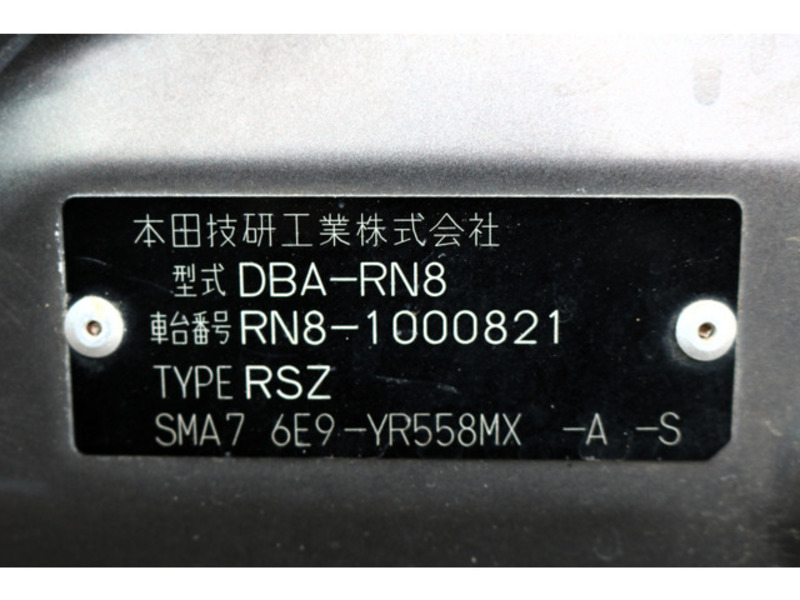 本田技研工業株式会社
型式 DBA-RN8
車台番号 RN8-1000821
TYPE RSZ
SMA7 6E9-YR558MX -A -S